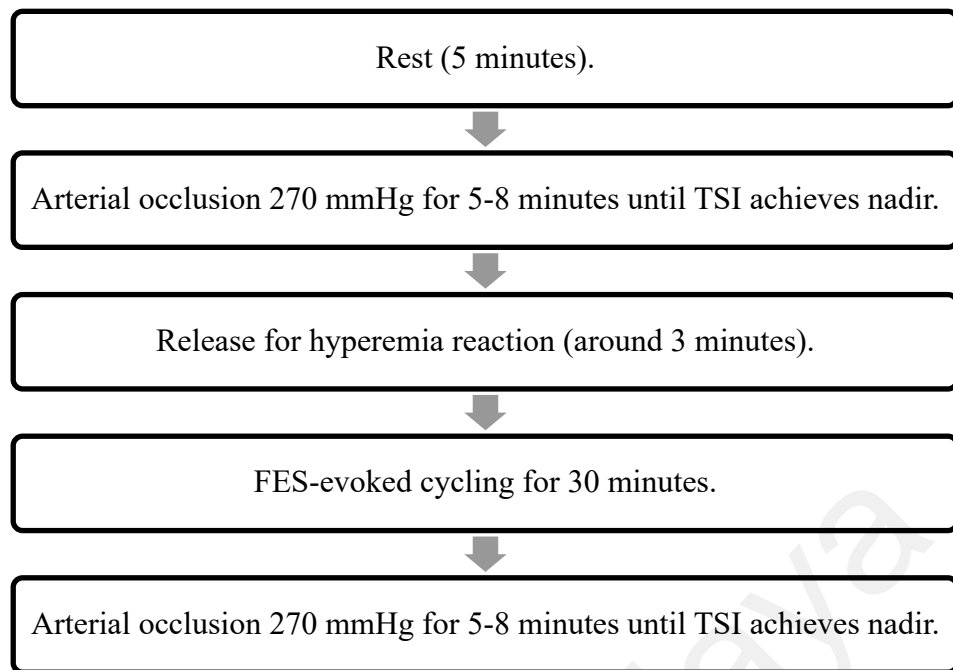 Rest (5 minutes).
Arterial occlusion 270 mmHg for 5-8 minutes until TSI achieves nadir.
Release for hyperemia reaction (around 3 minutes).
FES-evoked cycling for 30 minutes.
Arterial occlusion 270 mmHg for 5-8 minutes until TSI achieves nadir.